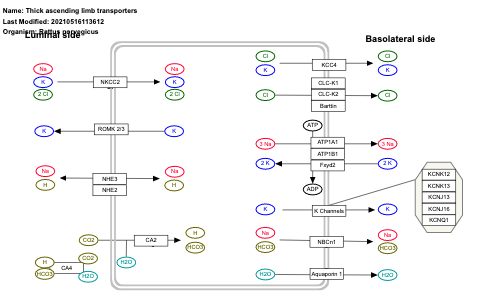 Name: Thick ascending limb transporters
Last Modified: 20210516113612
Organism: Rattus norvegicus
Luminal side
Basolateral side
Na
K
2 Cl
NKCC2
Na
K
2 Cl
K
ROMK 2/3
K
Na
H
NHE3
NHE2
Na
H
CO2
CA2
H
HCO3
H
HCO3
CA4
CO2
H2O
H2O
Cl
K
KCC4
Cl
K
Cl
CLC-K1
CLC-K2
Barttin
Cl
ATP
3 Na
2 K
ATP1A1
ATP1B1
Fxyd2
3 Na
2 K
ADP
K
K Channels
K
KCNK12
KCNK13
KCNJ13
KCNJ16
KCNQ1
Na
HCO3
NBCn1
Na
HCO3
H2O
Aquaporin 1
H2O